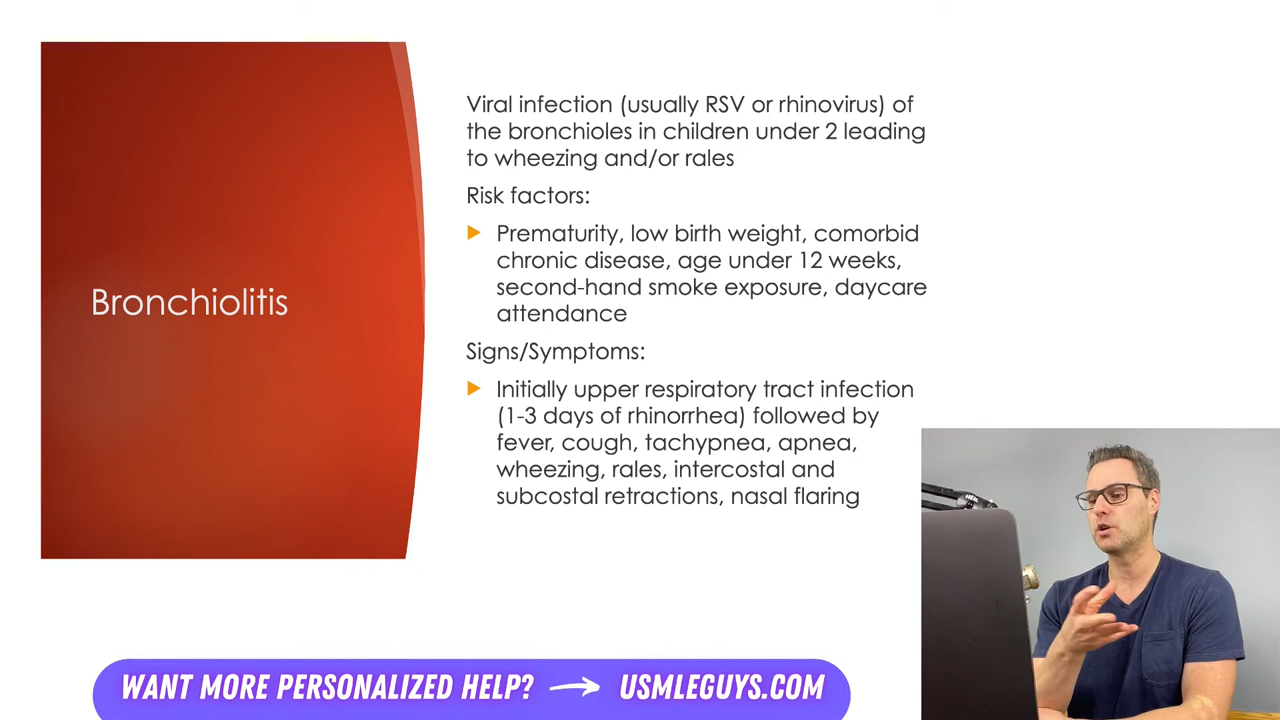 Bronchiolitis
Viral infection (usually RSV or rhinovirus) of
the bronchioles in children under 2 leading
to wheezing and/or rales
Risk factors:
Prematurity, low birth weight, comorbid
chronic disease, age under 12 weeks,
second-hand smoke exposure, daycare
attendance
Signs/Symptoms:
Initially upper respiratory tract infection
(1-3 days of rhinorrhea) followed by
fever, cough, tachypnea, apnea,
wheezing, rales, intercostal and
subcostal retractions, nasal flaring
WANT MORE PERSONALIZED HELP? → USMLEGUYS.COM